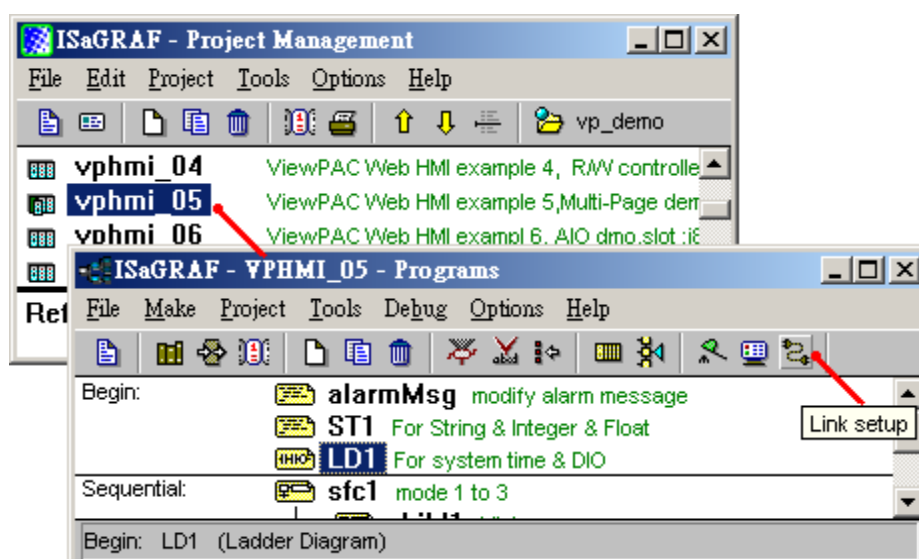 ISaGRAF - Project Management
File Edit Project Tools Options Help
vp_demo
vphmi_04 ViewPAC Web HMI example 4, R/W controlle
vphmi_05 ViewPAC Web HMI example 5,Multi-Page dem
vphmi_06 ViewPAC Web HMI exampl 6, AIO dmo,slot :i8
Ref
ISaGRAF - VPHMI_05 - Programs
File Make Project Tools Debug Options Help
Begin: alarmMsg modify alarm message
ST1 For String & Integer & Float
LD1 For system time & DIO
Link setup
Sequential: sfc1 mode 1 to 3
Begin: LD1 (Ladder Diagram)